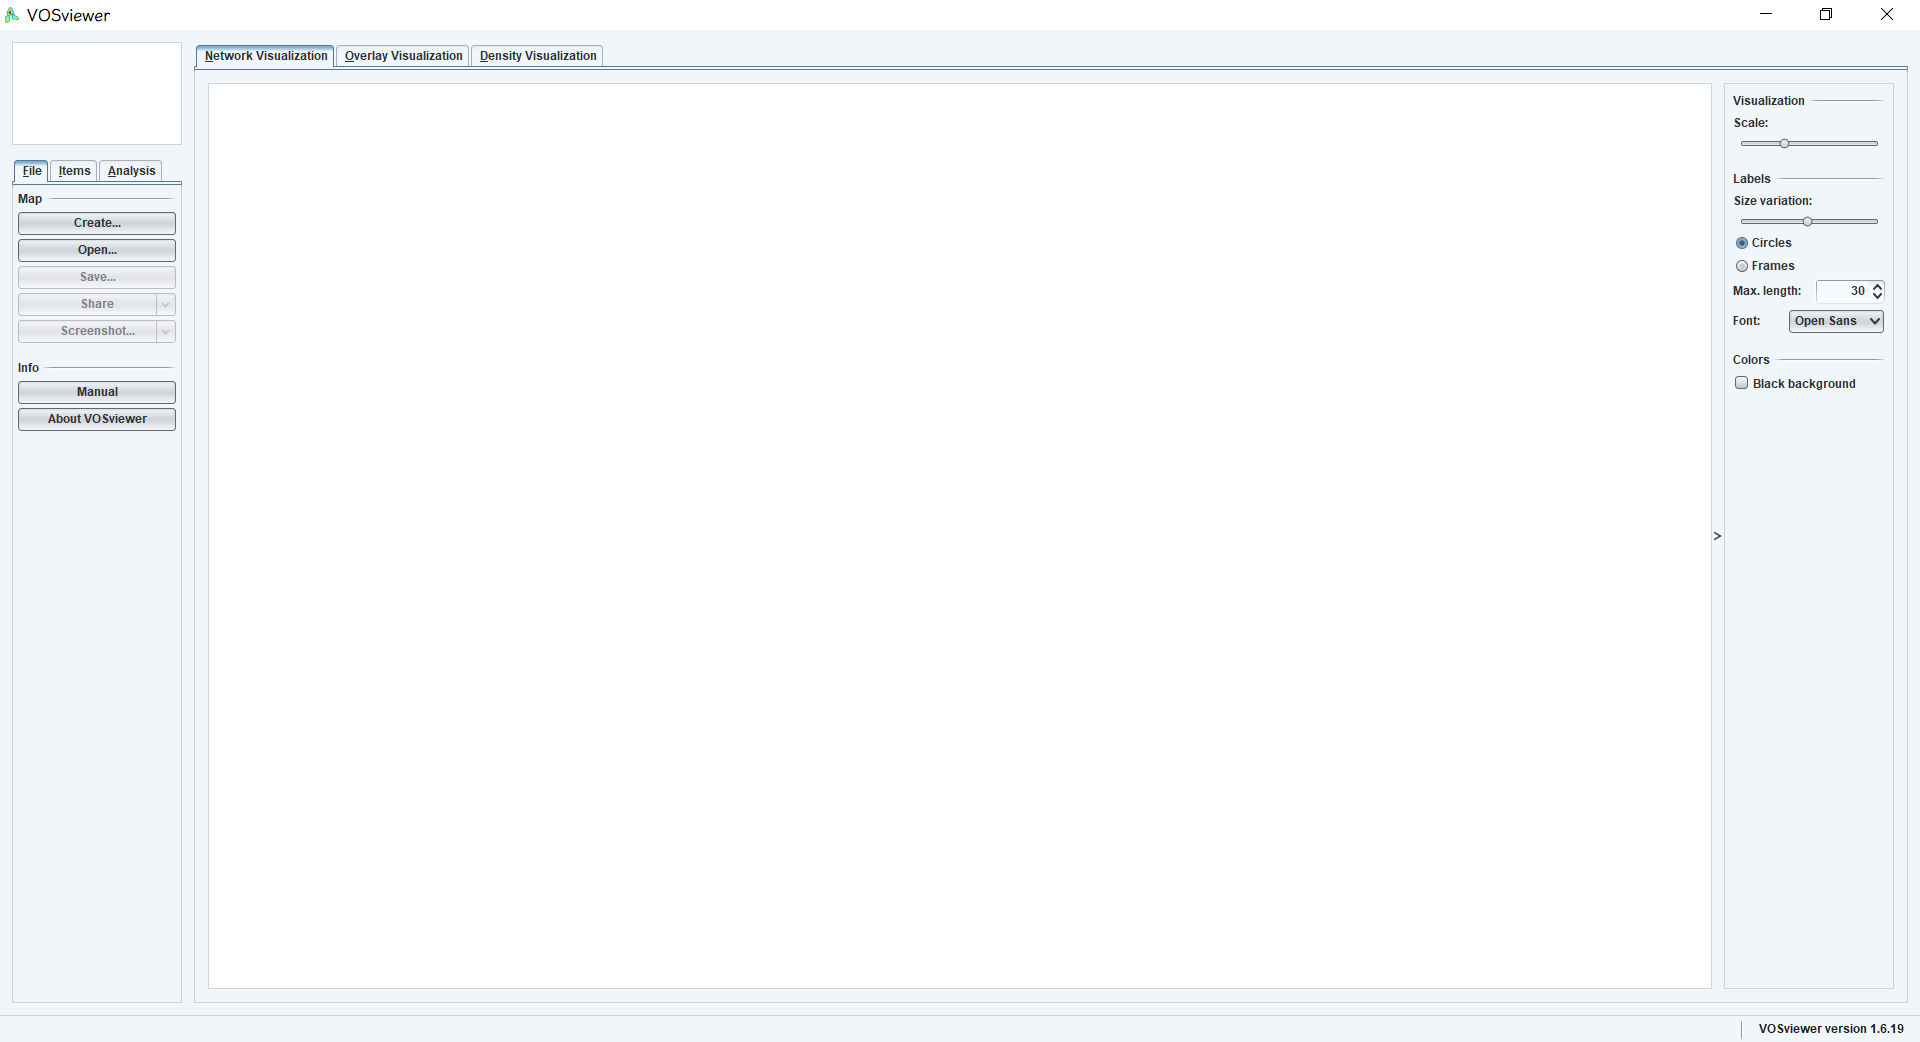 VOSviewer
Network Visualization
Overlay Visualization
Density Visualization
File
Items
Analysis
Map
Create...
Open...
Save...
Share
Screenshot...
Info
Manual
About VOSviewer
>
Visualization
Scale:
Labels
Size variation:
Circles
Frames
Max. length: 30
Font: Open Sans
Colors
Black background
VOSviewer version 1.6.19